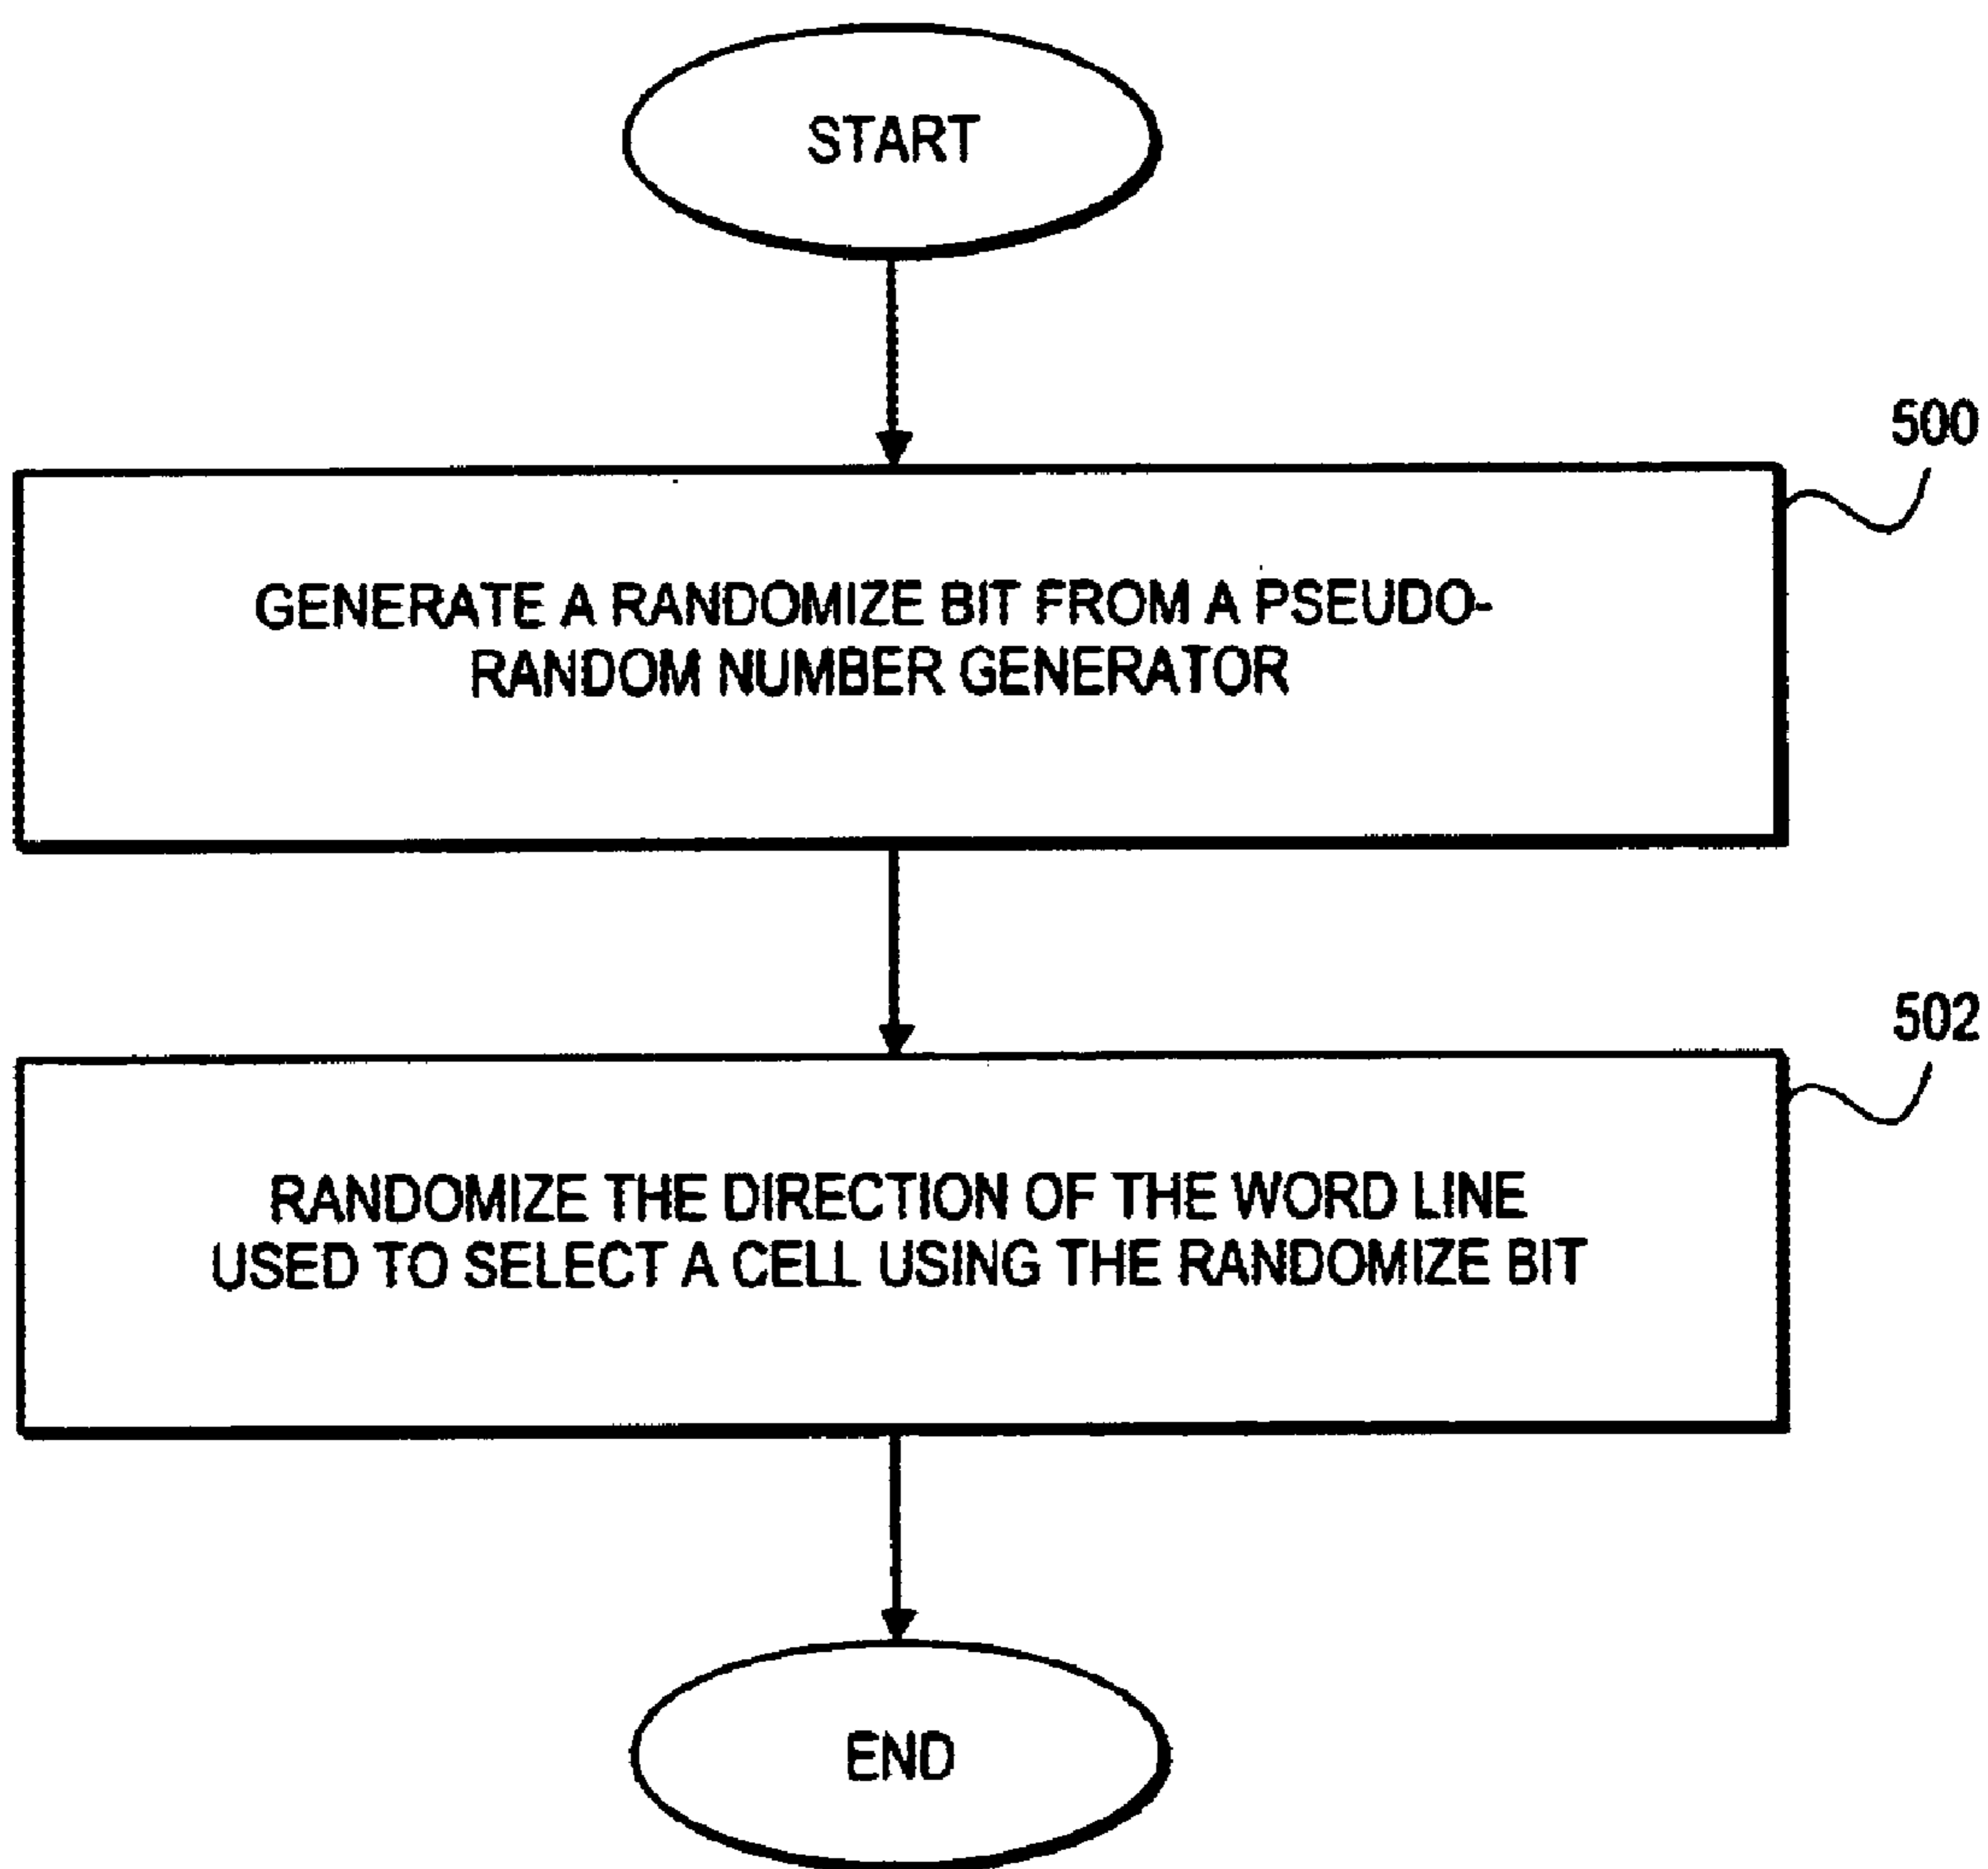 START
500
GENERATE A RANDOMIZE BIT FROM A PSEUDO-
RANDOM NUMBER GENERATOR
502
RANDOMIZE THE DIRECTION OF THE WORD LINE
USED TO SELECT A CELL USING THE RANDOMIZE BIT
END